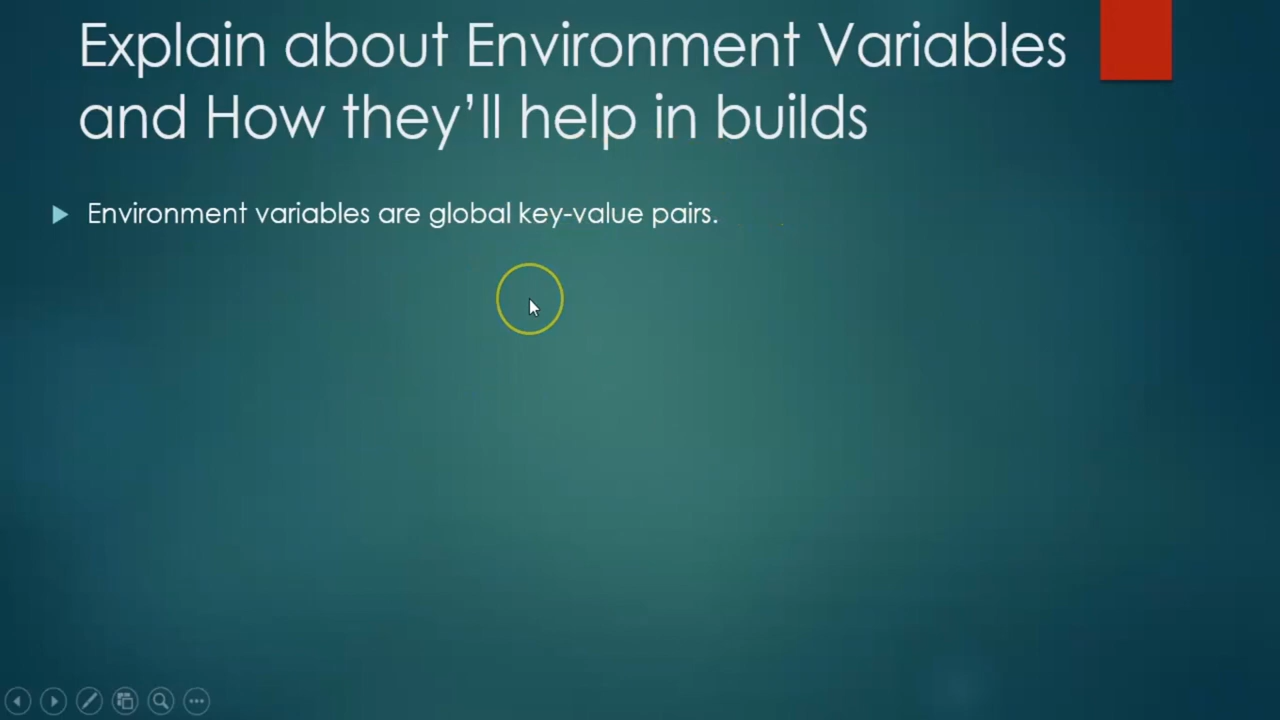 Explain about Environment Variables
and How they’ll help in builds
Environment variables are global key-value pairs.